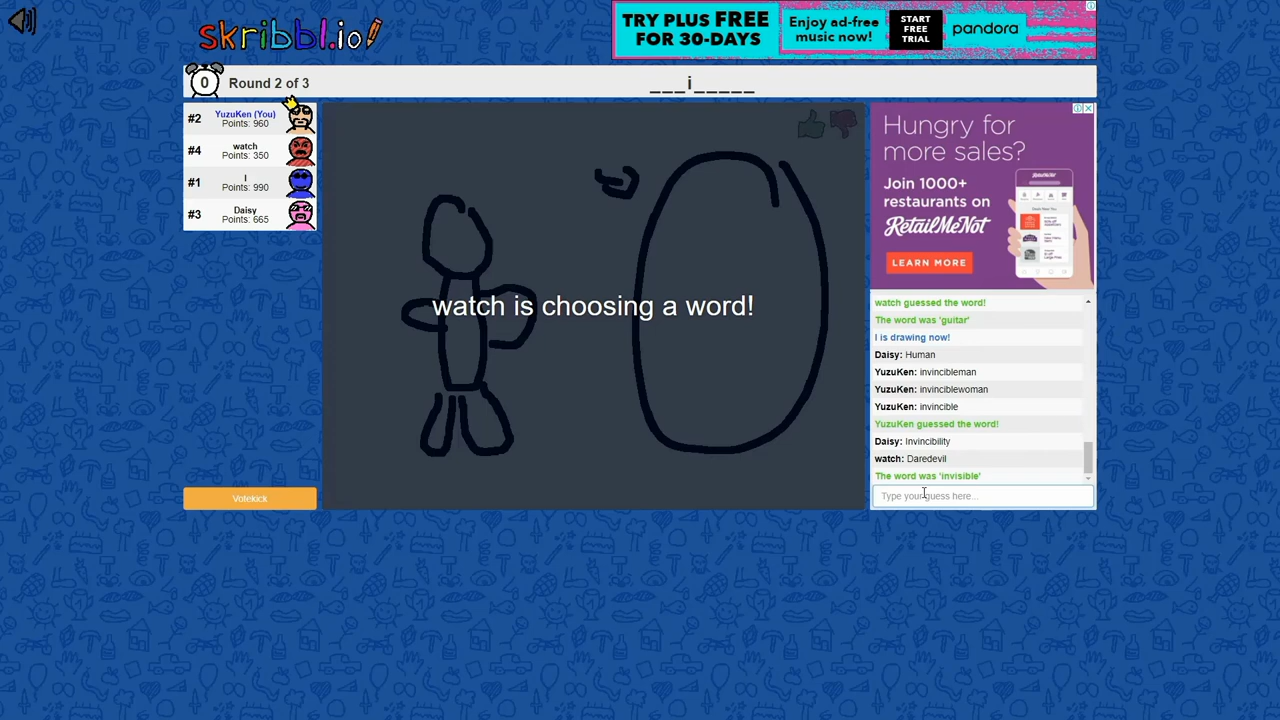 skribbl.io
TRY PLUS FREE
FOR 30-DAYS
Enjoy ad-free
music now!
START
FREE
TRIAL
pandora
0
Round 2 of 3
___i_____
#2
YuzuKen (You)
Points: 960
#4
watch
Points: 350
#1
I
Points: 990
#3
Daisy
Points: 665
Votekick
watch is choosing a word!
Hungry for
more sales?
Join 1000+
restaurants on
RetailMeNot
LEARN MORE
watch guessed the word!
The word was 'guitar'
I is drawing now!
Daisy: Human
YuzuKen: invincibleman
YuzuKen: inviciblewoman
YuzuKen: invincible
YuzuKen guessed the word!
Daisy: Invincibility
watch: Daredevil
The word was 'invisible'
Type your guess here...